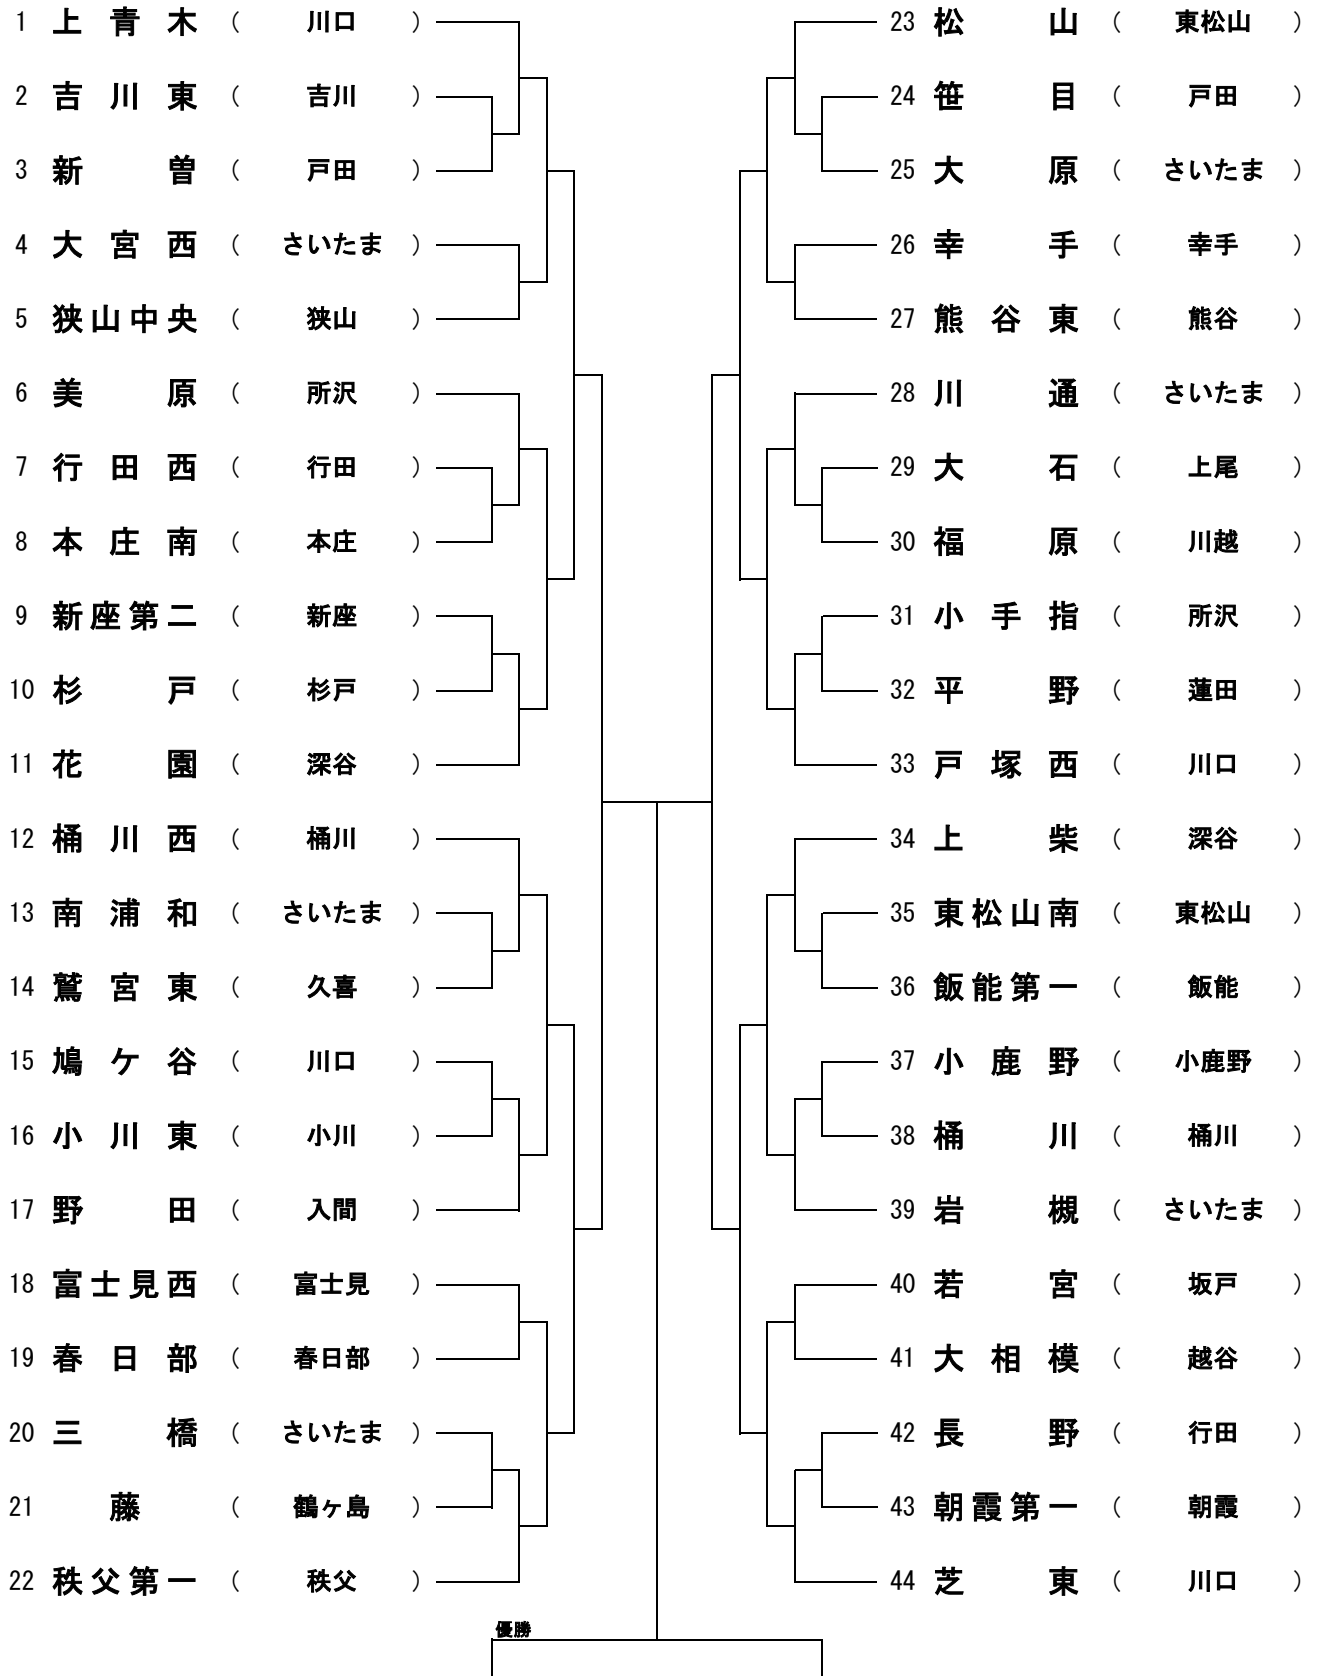 1 上青木 ( 川口 )
2 吉川東 ( 吉川 )
3 新曽 ( 戸田 )
4 大宮西 ( さいたま )
5 狭山中央 ( 狭山 )
6 美原 ( 所沢 )
7 行田西 ( 行田 )
8 本庄南 ( 本庄 )
9 新座第二 ( 新座 )
10 杉戸 ( 杉戸 )
11 花園 ( 深谷 )
12 桶川西 ( 桶川 )
13 南浦和 ( さいたま )
14 鷲宮東 ( 久喜 )
15 鳩ケ谷 ( 川口 )
16 小川東 ( 小川 )
17 野田 ( 入間 )
18 富士見西 ( 富士見 )
19 春日部 ( 春日部 )
20 三橋 ( さいたま )
21 藤 ( 鶴ヶ島 )
22 秩父第一 ( 秩父 )
23 松山 ( 東松山 )
24 笹目 ( 戸田 )
25 大原 ( さいたま )
26 幸手 ( 幸手 )
27 熊谷東 ( 熊谷 )
28 川通 ( さいたま )
29 大石 ( 上尾 )
30 福原 ( 川越 )
31 小手指 ( 所沢 )
32 平野 ( 蓮田 )
33 戸塚西 ( 川口 )
34 上柴 ( 深谷 )
35 東松山南 ( 東松山 )
36 飯能第一 ( 飯能 )
37 小鹿野 ( 小鹿野 )
38 桶川 ( 桶川 )
39 岩槻 ( さいたま )
40 若宮 ( 坂戸 )
41 大相模 ( 越谷 )
42 長野 ( 行田 )
43 朝霞第一 ( 朝霞 )
44 芝東 ( 川口 )
優勝